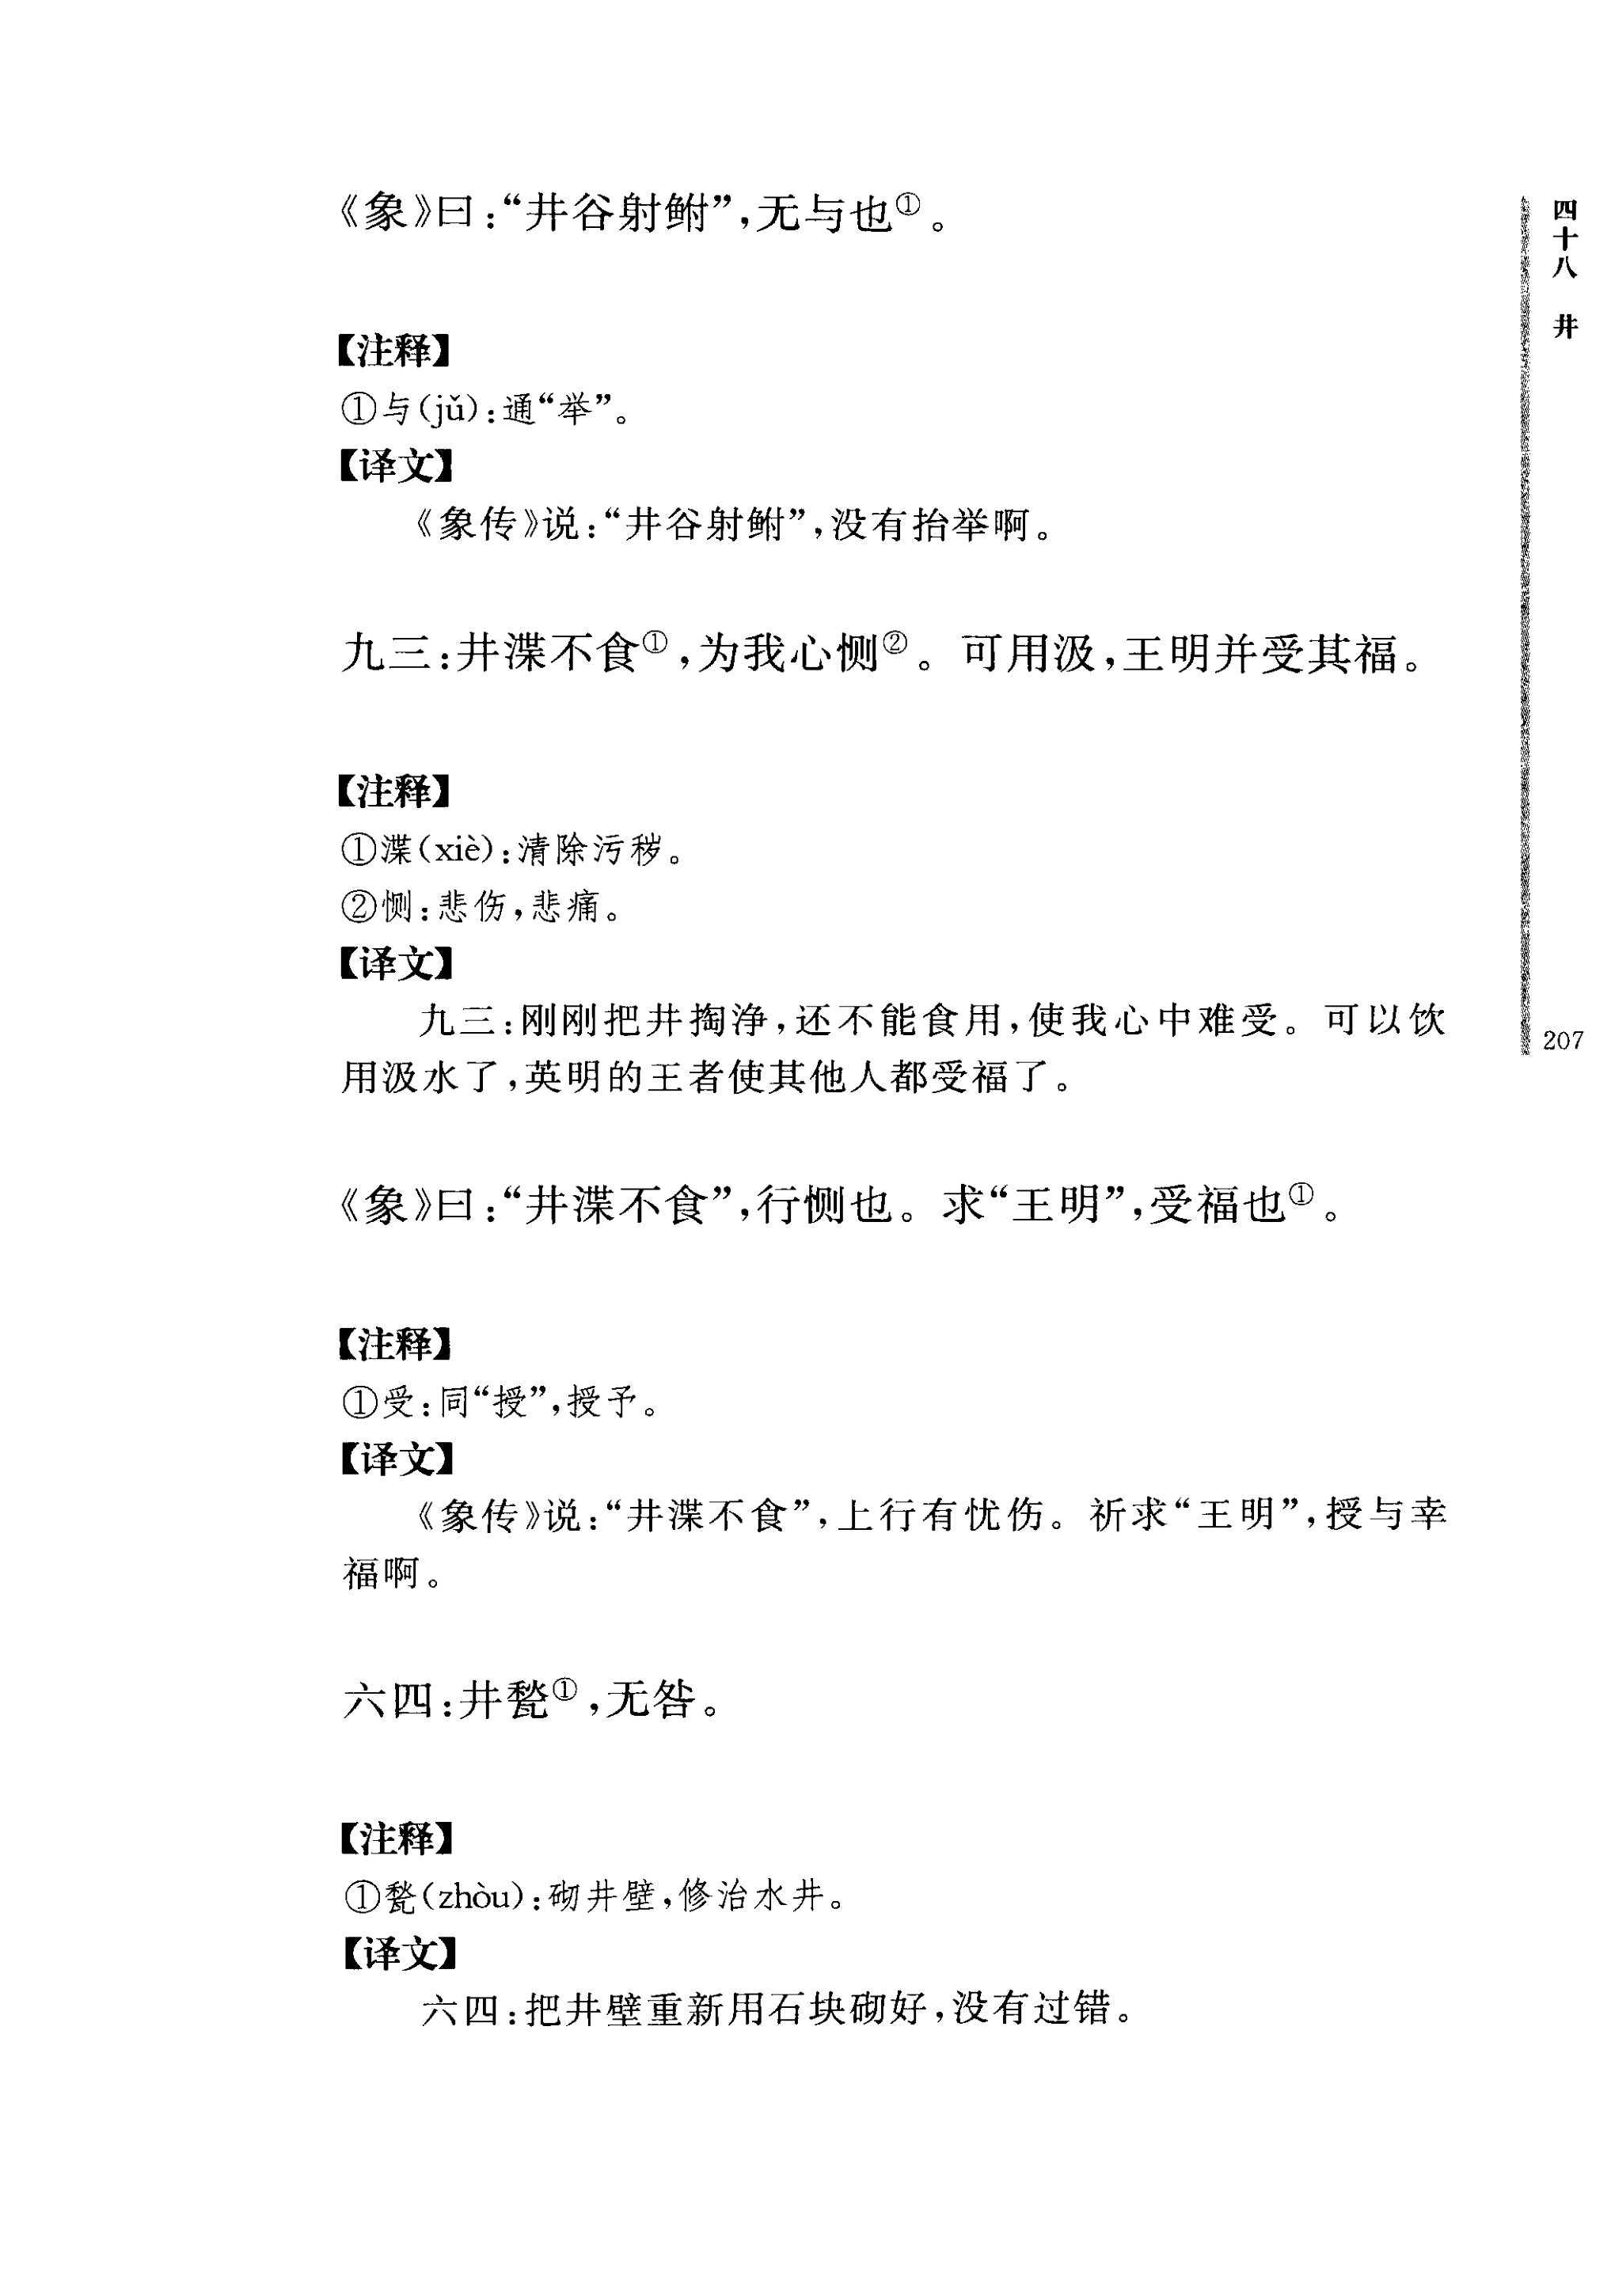 《象》曰：“井谷射鲋”，无与也①。
【注释】
①与（jǔ）：通“举”。
【译文】
《象传》说：“井谷射鲋”，没有抬举啊。
九三：井渫不食①，为我心恻②。可用汲，王明并受其福。
【注释】
①渫（xiè）：清除污秽。
②恻：悲伤，悲痛。
【译文】
九三：刚刚把井掏净，还不能食用，使我心中难受。可以饮
用汲水了，英明的王者使其他人都受福了。
《象》曰：“井渫不食”，行恻也。求“王明”，受福也①。
【注释】
①受：同“授”，授予。
【译文】
《象传》说：“井渫不食”，上行有忧伤。祈求“王明”，授与幸
福啊。
六四：井甃①，无咎。
【注释】
①甃（zhòu）：砌井壁，修治水井。
【译文】
六四：把井壁重新用石块砌好，没有过错。
四十八 井
207